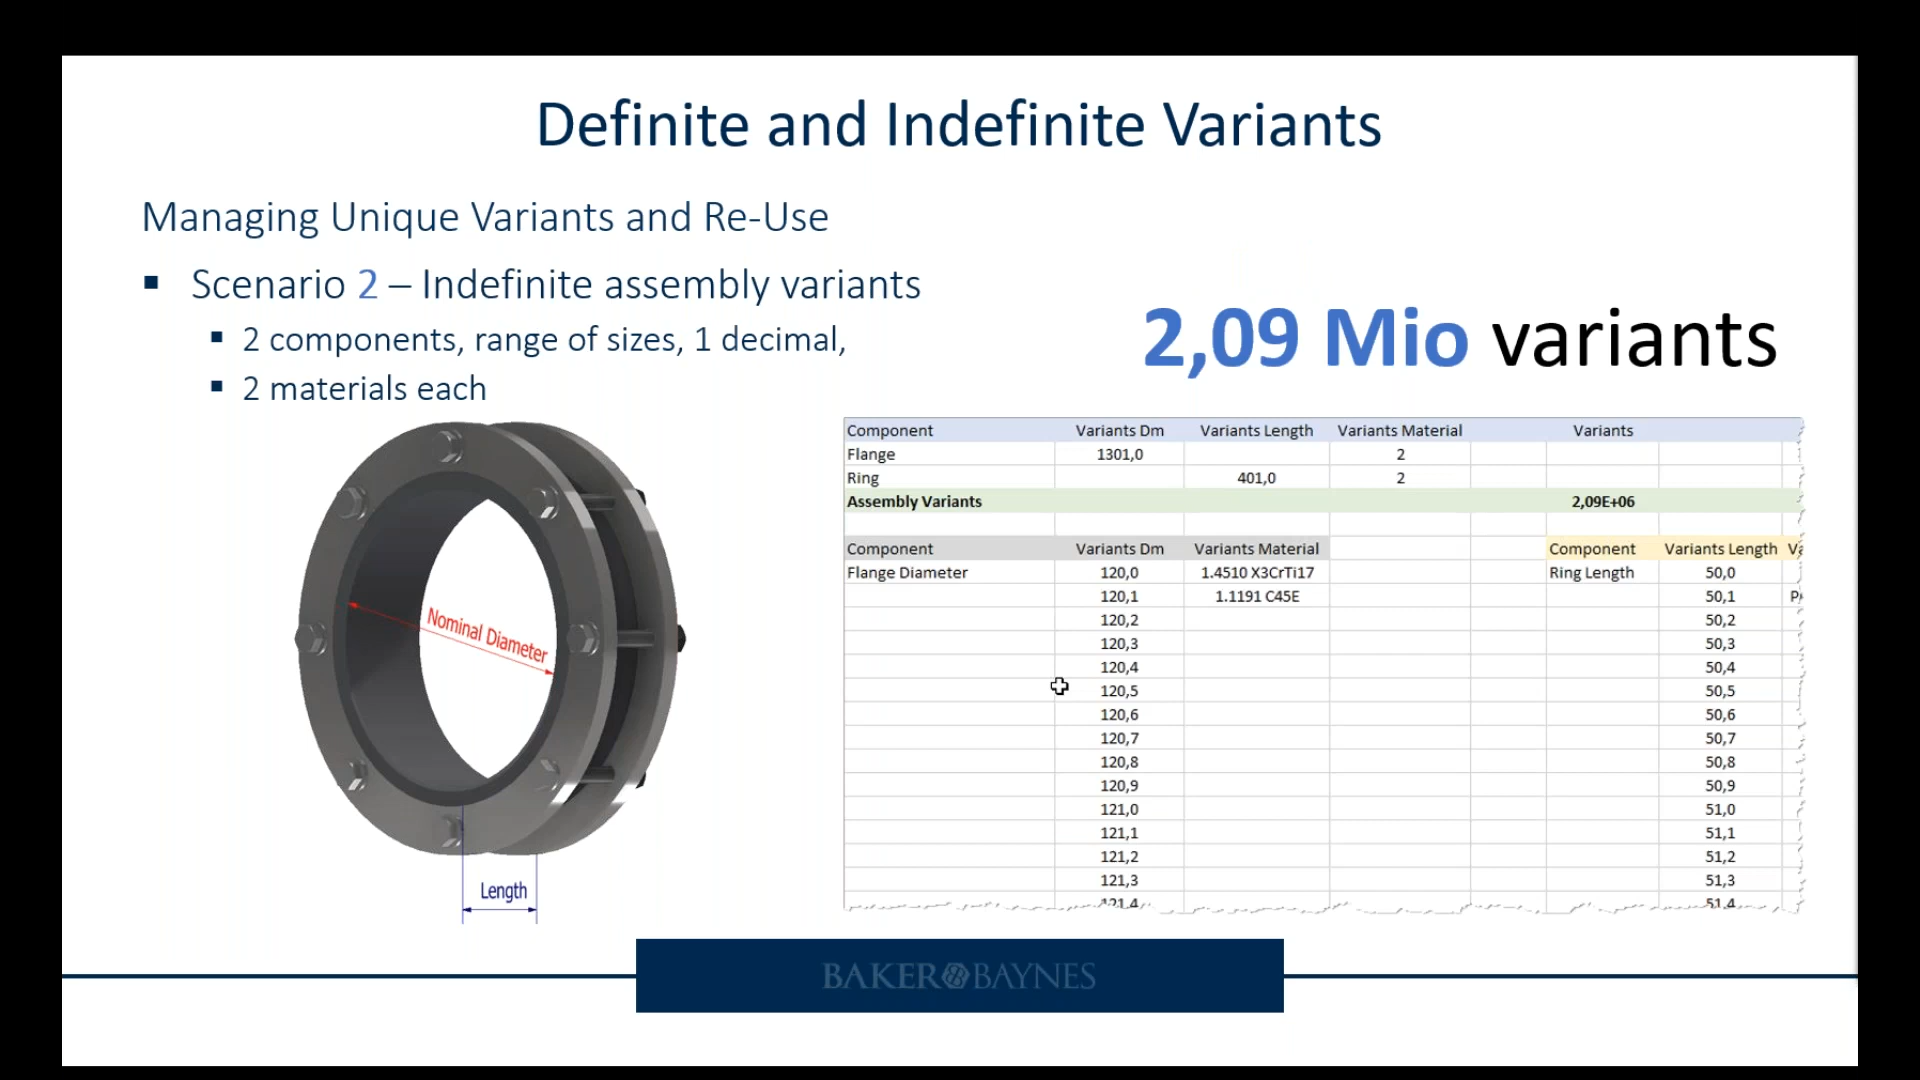 Definite and Indefinite Variants
Managing Unique Variants and Re-Use
Scenario 2 – Indefinite assembly variants
2 components, range of sizes, 1 decimal,
2 materials each
2,09 Mio variants
Nominal Diameter
Length
Component Variants Dm Variants Length Variants Material Variants
Flange 1301,0 2
Ring 401,0 2
Assembly Variants 2,09E+06
Component Variants Dm Variants Material Component Variants Length
Flange Diameter 120,0 1.4510 X3CrTi17 Ring Length 50,0
120,1 1.1191 C45E 50,1
120,2 50,2
120,3 50,3
120,4 50,4
120,5 50,5
120,6 50,6
120,7 50,7
120,8 50,8
120,9 50,9
121,0 51,0
121,1 51,1
121,2 51,2
121,3 51,3
121,4 51,4
BAKER BAYNES